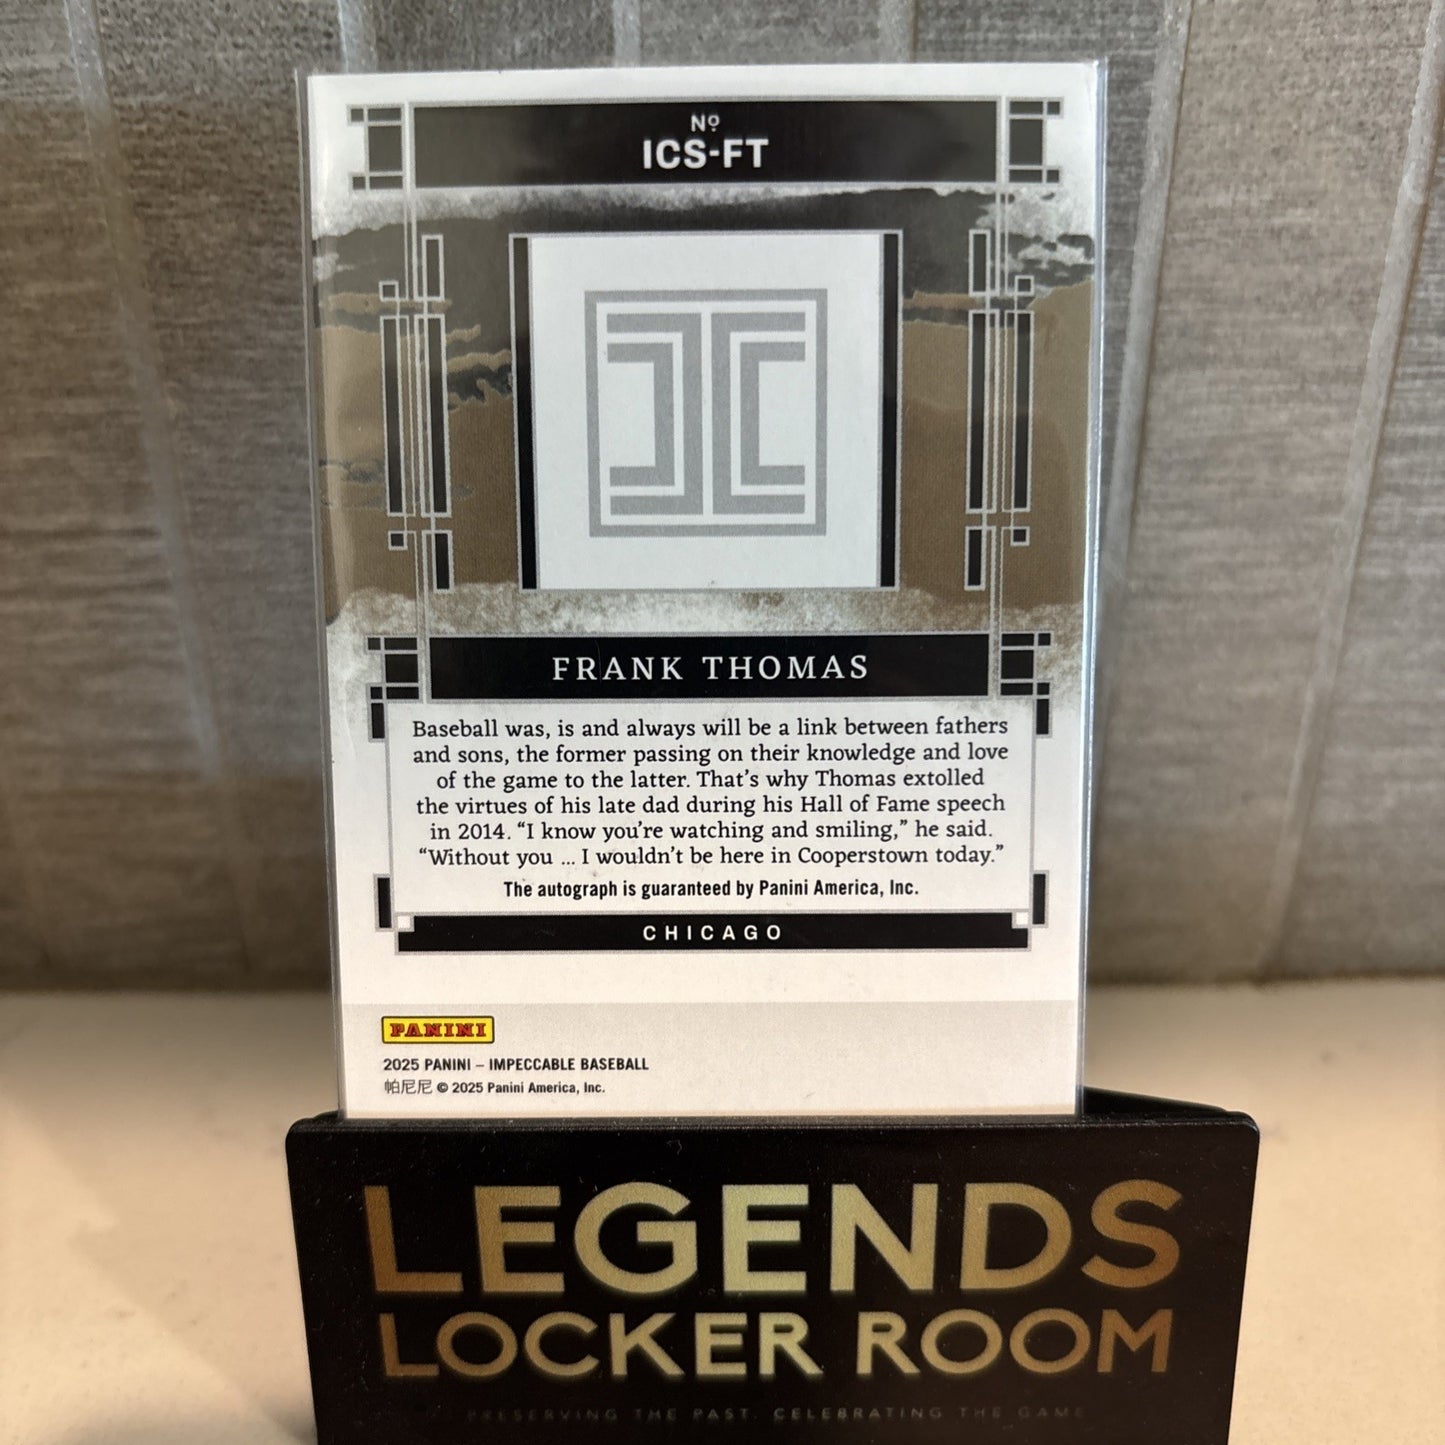 Nº
ICS-FT
FRANK THOMAS
Baseball was, is and always will be a link between fathers
and sons, the former passing on their knowledge and love
of the game to the latter. That's why Thomas extolled
the virtues of his late dad during his Hall of Fame speech
in 2014. “I know you're watching and smiling,” he said.
“Without you ... I wouldn't be here in Cooperstown today.”
The autograph is guaranteed by Panini America, Inc.
CHICAGO
PANINI
2025 PANINI – IMPECCABLE BASEBALL
帕尼尼 © 2025 Panini America, Inc.
LEGENDS
LOCKER ROOM
PRESERVING THE PAST. CELEBRATING THE GAME